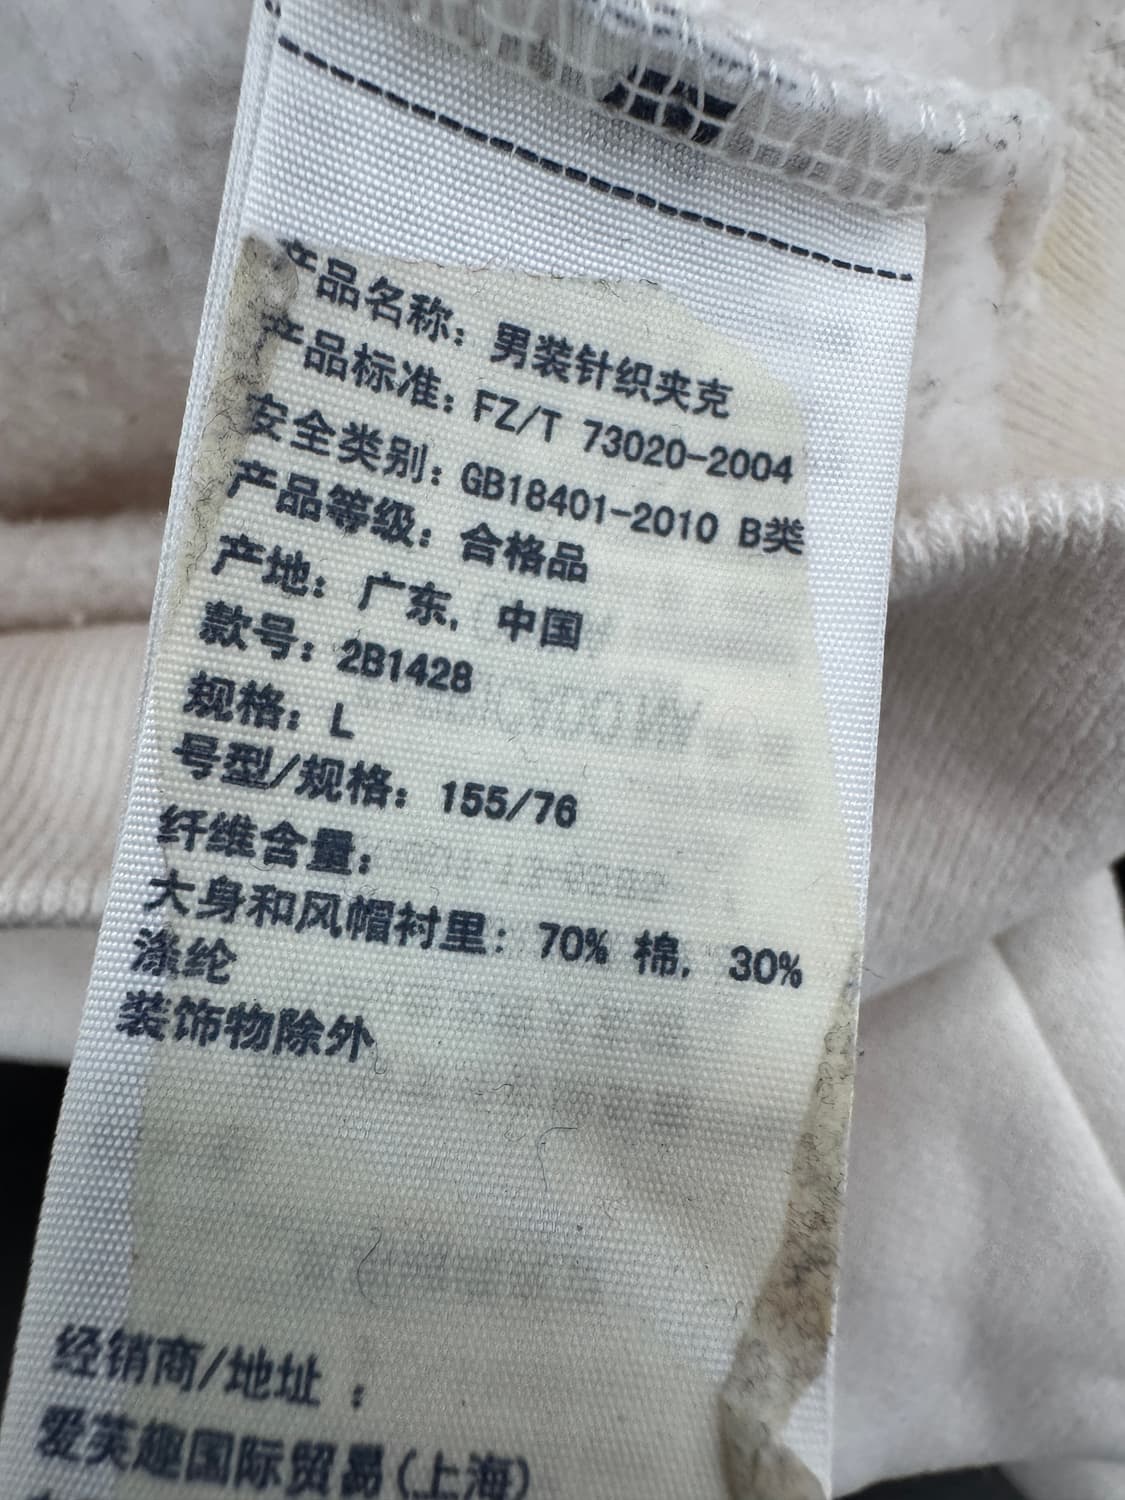 产品名称：男装针织夹克
产品标准：FZ/T 73020-2004
安全类别：GB18401-2010 B类
产品等级：合格品
产地：广东，中国
款号：2B1428
规格：L
号型/规格：155/76
纤维含量：
大身和风帽衬里：70% 棉，30%
涤纶
装饰物除外
经销商/地址：
爱芙趣国际贸易(上海)